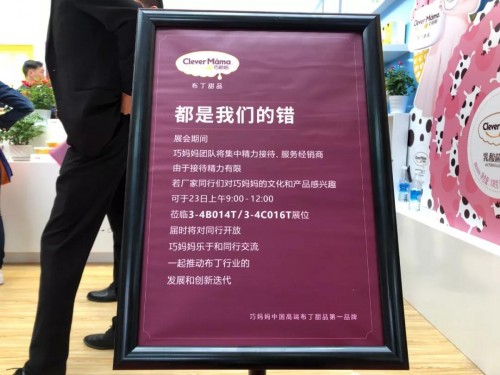 Clever Mama
巧妈妈
布丁甜品
都是我们的错
展会期间
巧妈妈团队将集中精力接待、服务经销商
由于接待精力有限
若厂家同行们对巧妈妈的文化和产品感兴趣
可于23日上午9:00 - 12:00
莅临3-4B014T/3-4C016T展位
届时将对同行开放
巧妈妈乐于和同行交流
一起推动布丁行业的
发展和创新迭代
巧妈妈中国高端布丁甜品第一品牌
Clever
乳酸菌